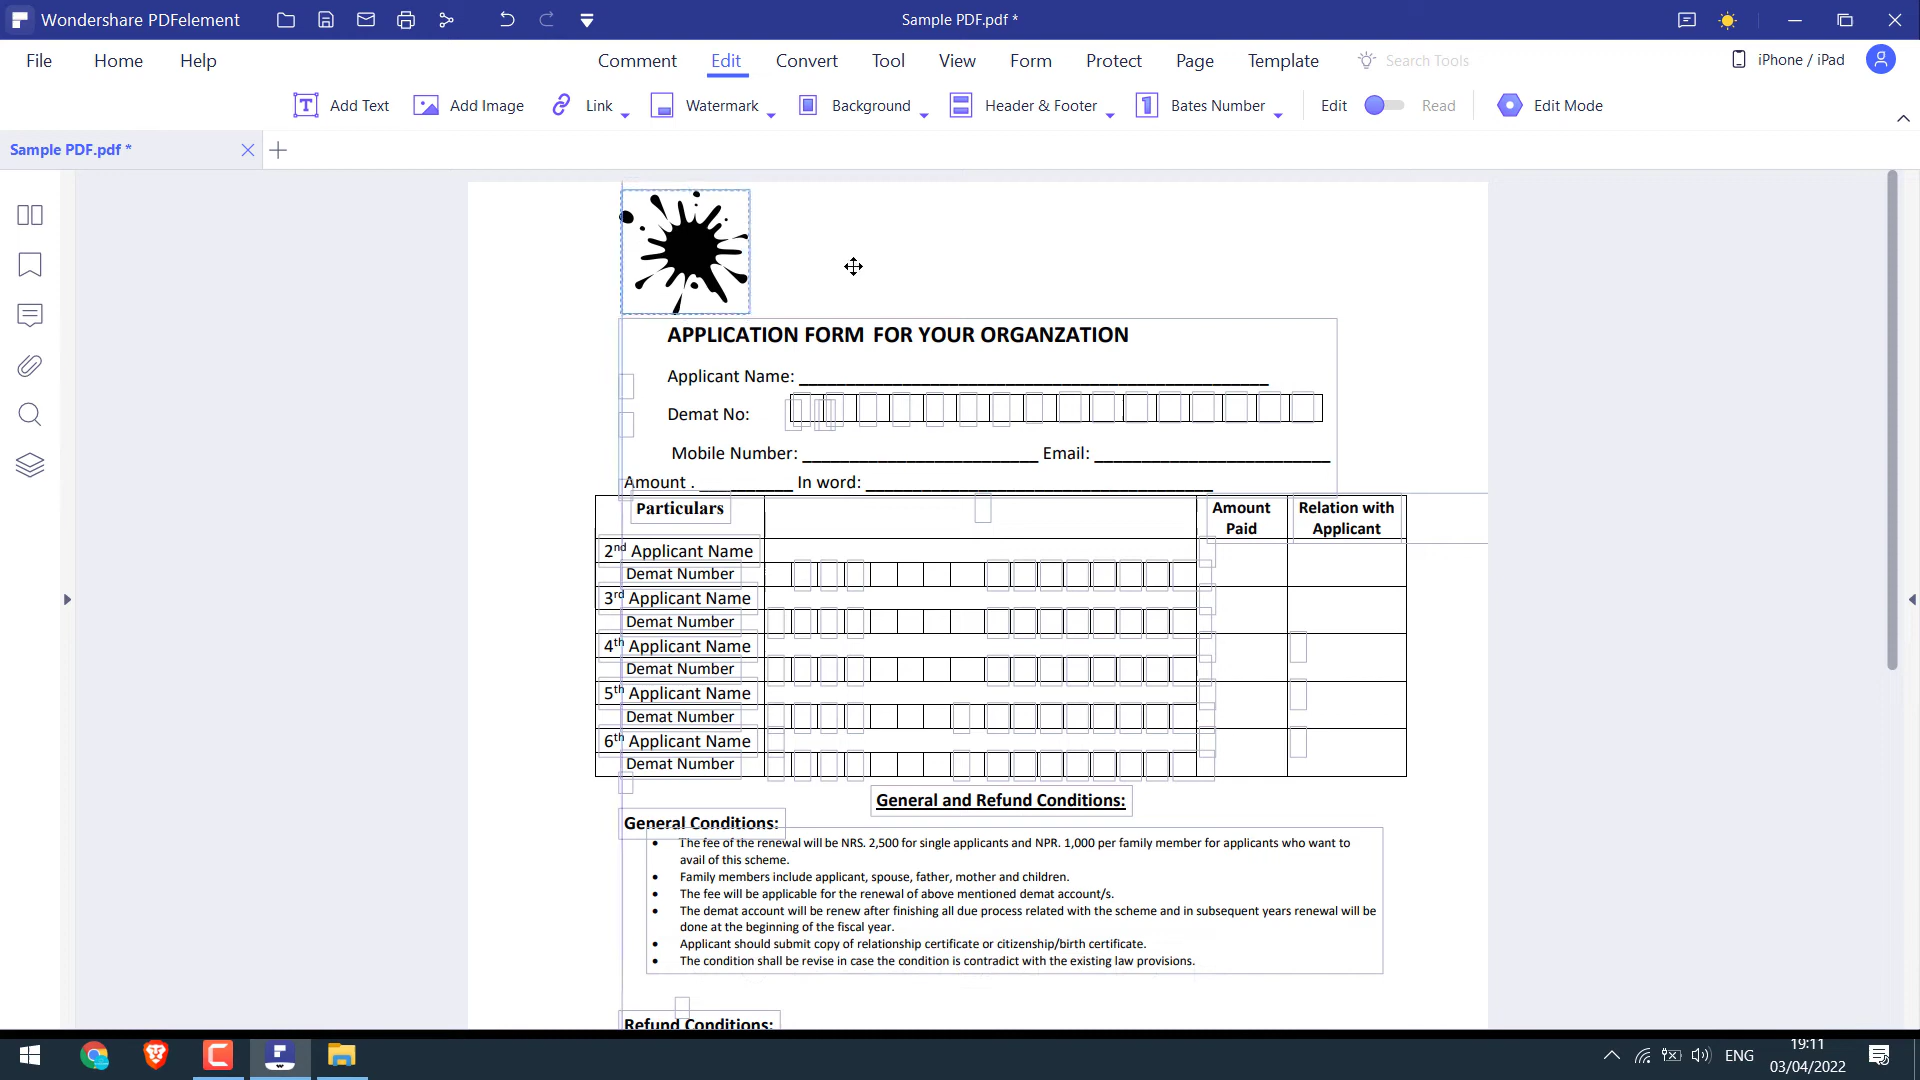 Wondershare PDFelement
Sample PDF.pdf *
File
Home
Help
Comment
Edit
Convert
Tool
View
Form
Protect
Page
Template
Search Tools
iPhone / iPad
Add Text
Add Image
Link
Watermark
Background
Header & Footer
Bates Number
Edit
Read
Edit Mode
Sample PDF.pdf *
APPLICATION FORM FOR YOUR ORGANZATION
Applicant Name:
Demat No:
Mobile Number: Email:
Amount . In word:
Particulars
Amount Paid
Relation with Applicant
2nd Applicant Name
Demat Number
3rd Applicant Name
Demat Number
4th Applicant Name
Demat Number
5th Applicant Name
Demat Number
6th Applicant Name
Demat Number
General and Refund Conditions:
General Conditions:
• The fee of the renewal will be NRS. 2,500 for single applicants and NPR. 1,000 per family member for applicants who want to
avail of this scheme.
• Family members include applicant, spouse, father, mother and children.
• The fee will be applicable for the renewal of above mentioned demat account/s.
• The demat account will be renew after finishing all due process related with the scheme and in subsequent years renewal will be
done at the beginning of the fiscal year.
• Applicant should submit copy of relationship certificate or citizenship/birth certificate.
• The condition shall be revise in case the condition is contradict with the existing law provisions.
Refund Conditions:
ENG
19:11
03/04/2022